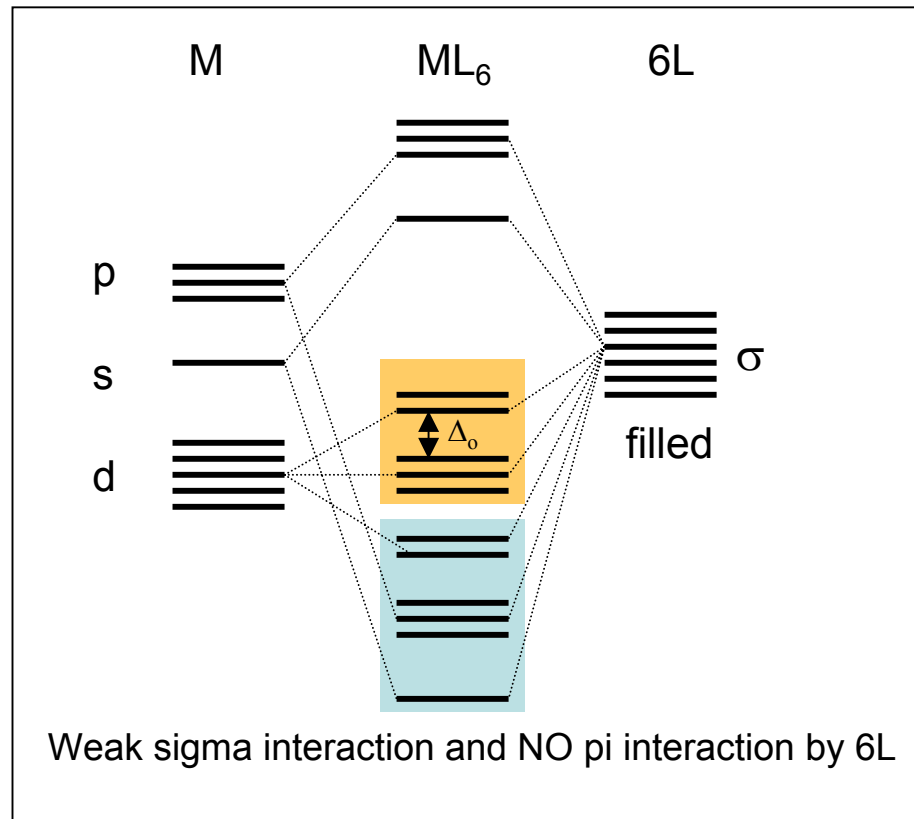 M ML₆ 6L
p
s
σ
Δₒ
filled
d
Weak sigma interaction and NO pi interaction by 6L